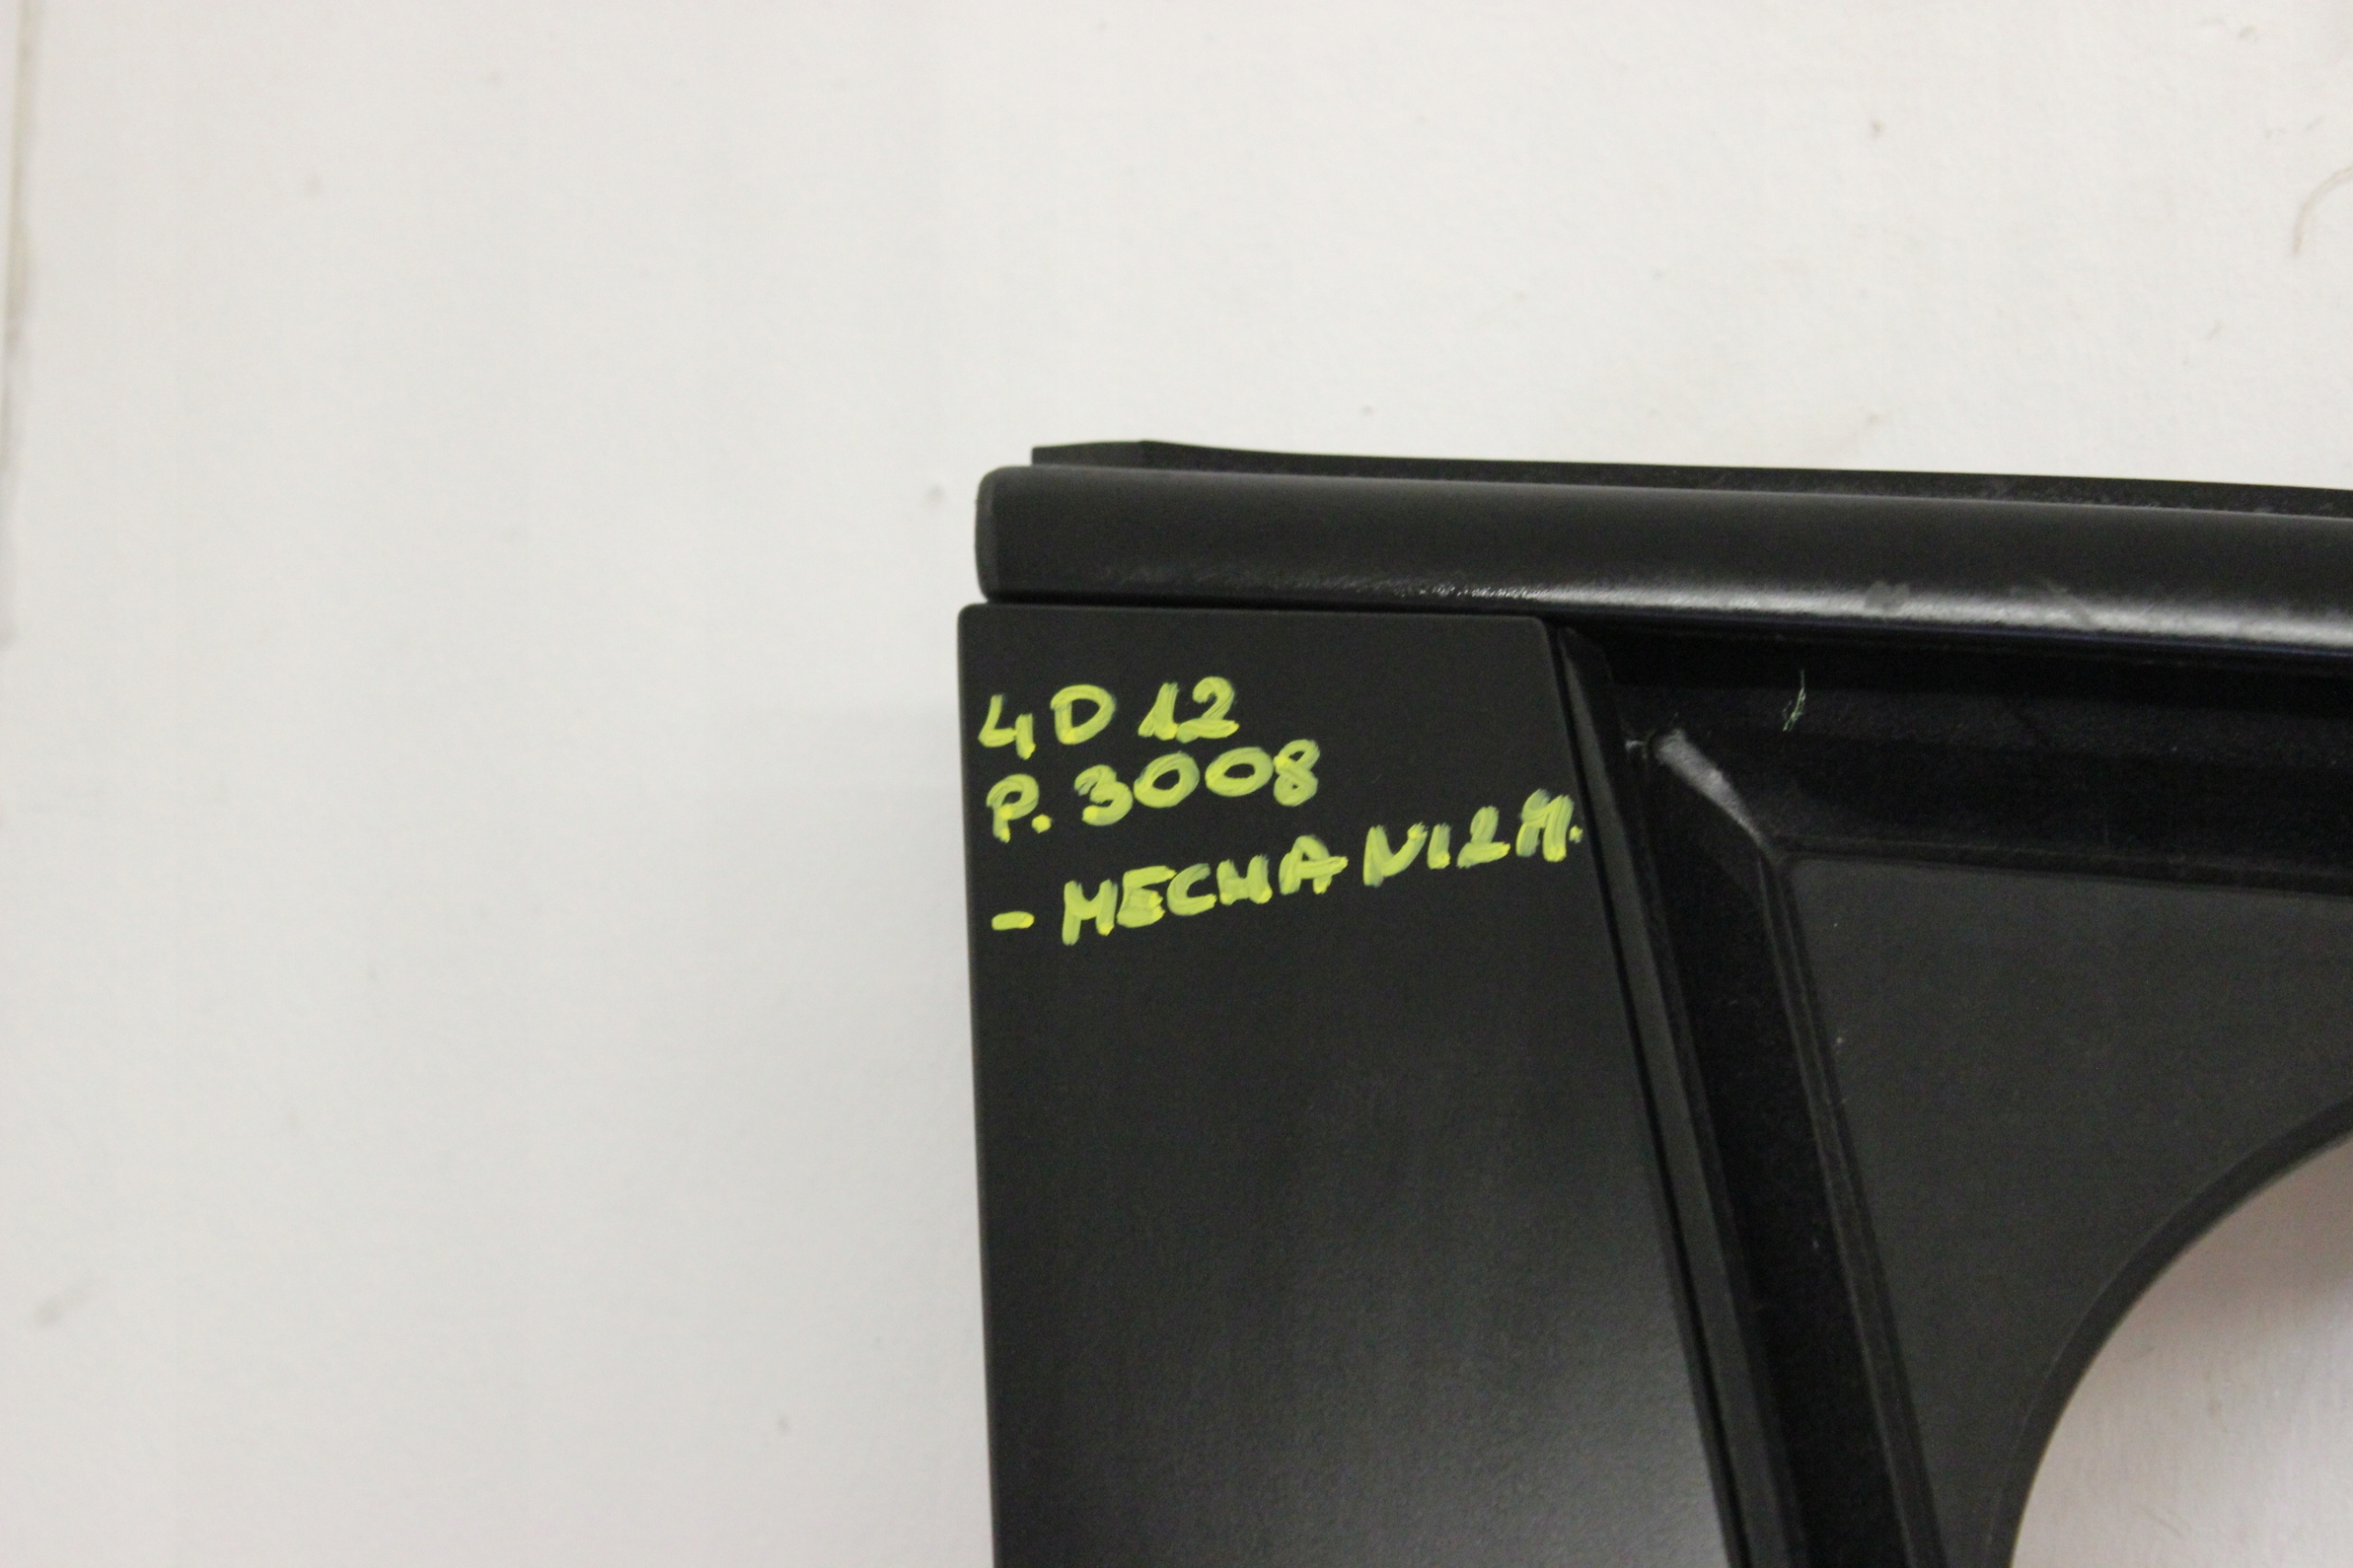 4D12
P. 3008
- MECHANIZM.